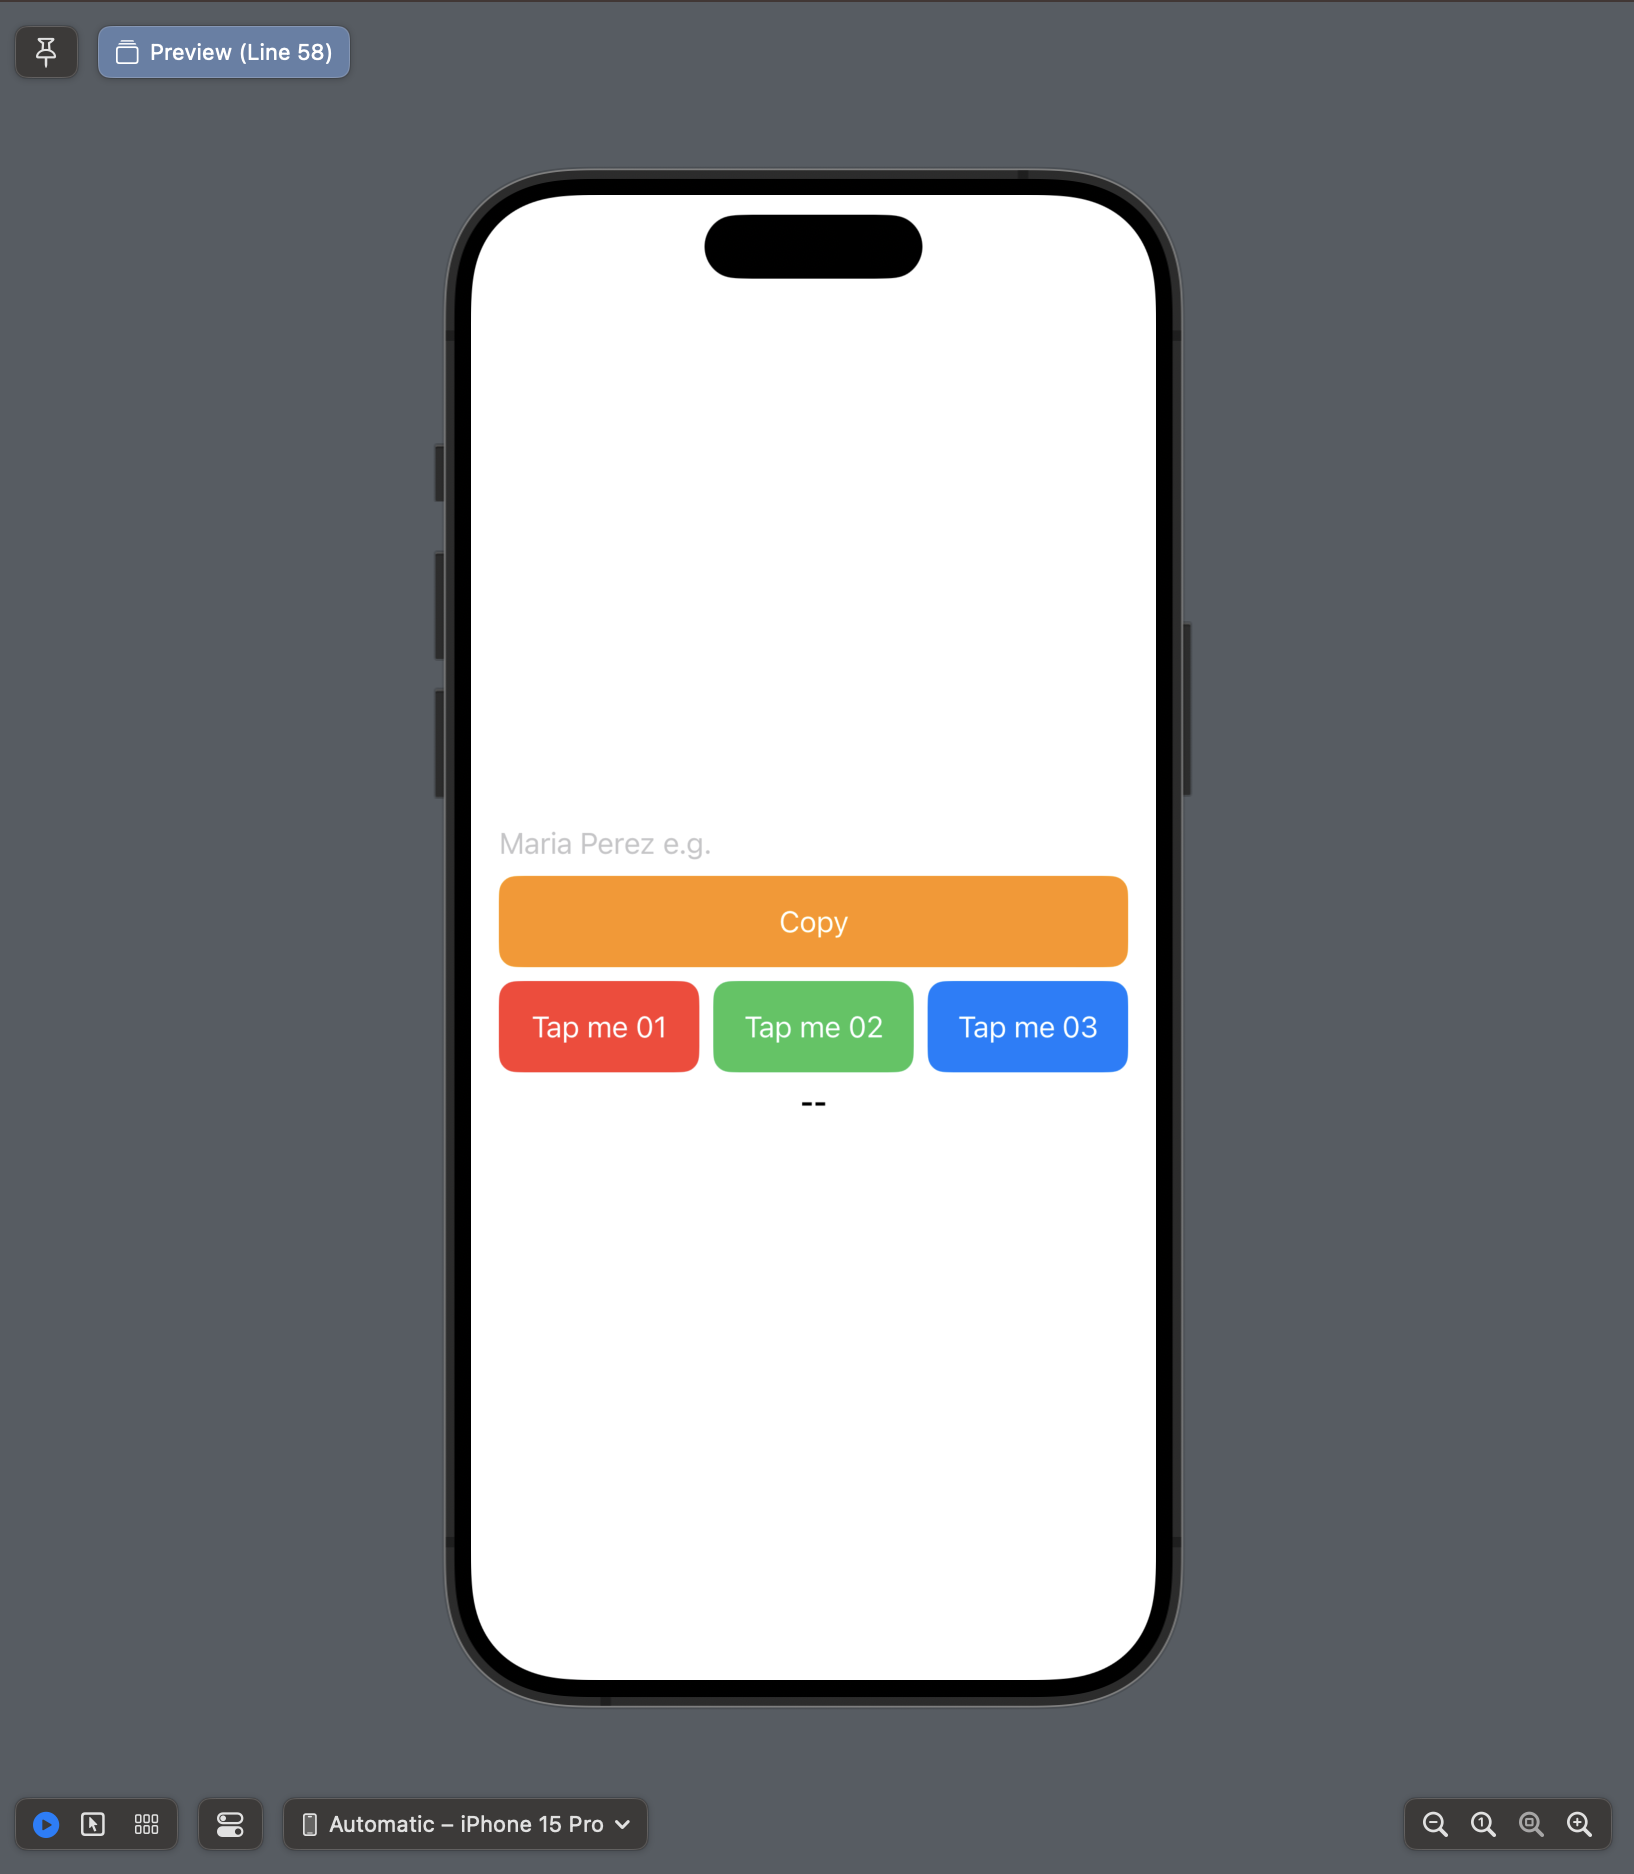 Preview (Line 58)
Maria Perez e.g.
Copy
Tap me 01 Tap me 02 Tap me 03
--
Automatic – iPhone 15 Pro